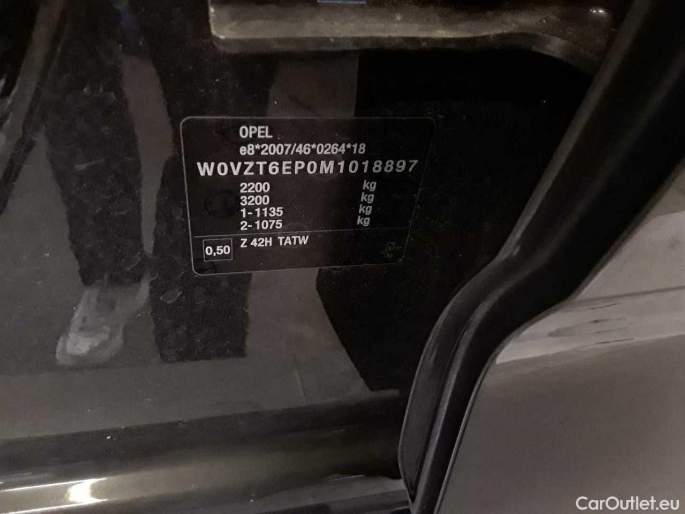 OPEL
e8*2007/46*0264*18
W0VZT6EP0M1018897
2200 kg
3200 kg
1-1135 kg
2-1075 kg
0,50 Z 42H TATW
CarOutlet.eu